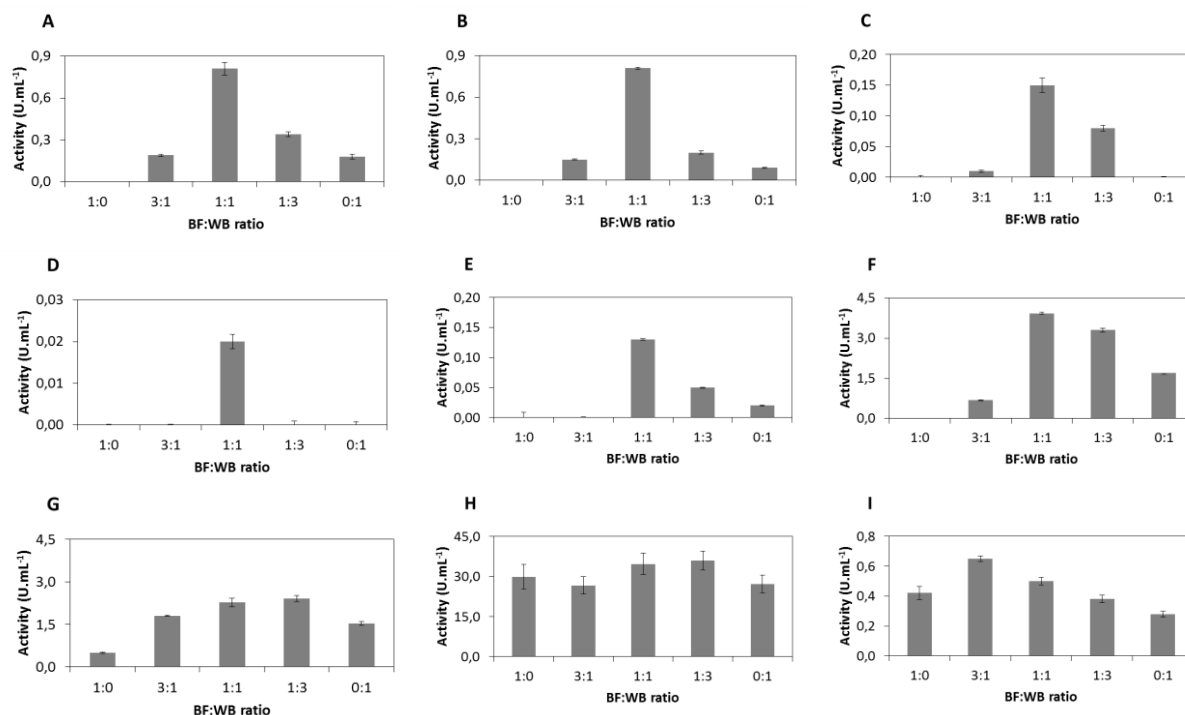 A
Activity (U.mL⁻¹)
0,9
0,6
0,3
0,0
1:0 3:1 1:1 1:3 0:1
BF:WB ratio
B
Activity (U.mL⁻¹)
0,9
0,6
0,3
0,0
1:0 3:1 1:1 1:3 0:1
BF:WB ratio
C
Activity (U.mL⁻¹)
0,20
0,15
0,10
0,05
0,00
1:0 3:1 1:1 1:3 0:1
BF:WB ratio
D
Activity (U.mL⁻¹)
0,03
0,02
0,01
0,00
1:0 3:1 1:1 1:3 0:1
BF:WB ratio
E
Activity (U.mL⁻¹)
0,20
0,15
0,10
0,05
0,00
1:0 3:1 1:1 1:3 0:1
BF:WB ratio
F
Activity (U.mL⁻¹)
4,5
3,0
1,5
0,0
1:0 3:1 1:1 1:3 0:1
BF:WB ratio
G
Activity (U.mL⁻¹)
4,5
3,0
1,5
0,0
1:0 3:1 1:1 1:3 0:1
BF:WB ratio
H
Activity (U.mL⁻¹)
45,0
30,0
15,0
0,0
1:0 3:1 1:1 1:3 0:1
BF:WB ratio
I
Activity (U.mL⁻¹)
0,8
0,6
0,4
0,2
0,0
1:0 3:1 1:1 1:3 0:1
BF:WB ratio